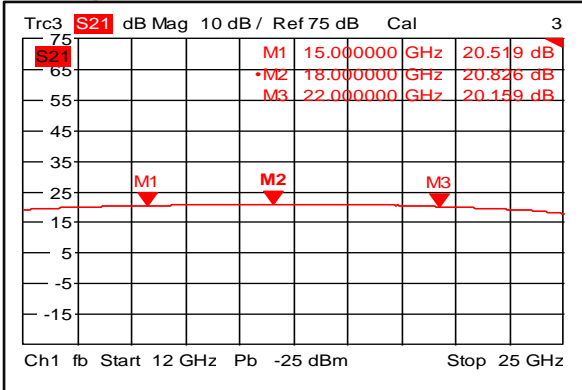 Trc3 S21 dB Mag 10 dB / Ref 75 dB Cal 3
75
S21
M1 15.000000 GHz 20.519 dB
65
•M2 18.000000 GHz 20.826 dB
55
M3 22.000000 GHz 20.159 dB
45
35
M1 M2 M3
25
15
5
-5
-15
Ch1 fb Start 12 GHz Pb -25 dBm Stop 25 GHz